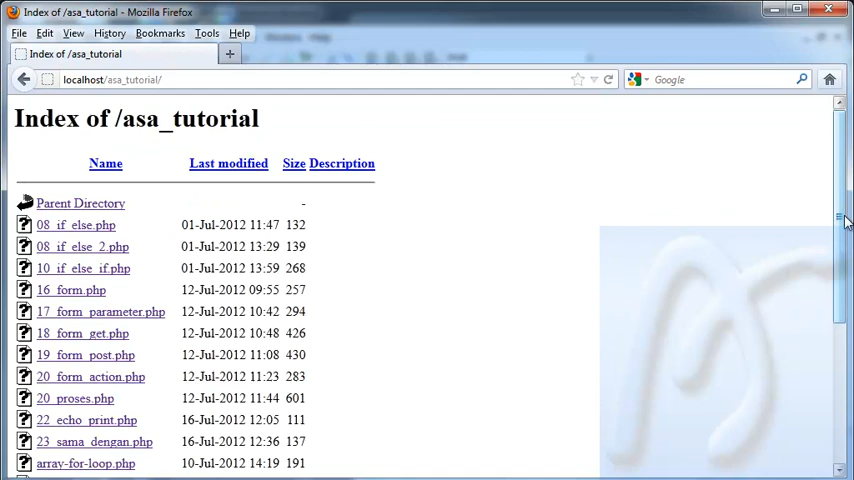 Index of /asa_tutorial - Mozilla Firefox
File Edit View History Bookmarks Tools Help
Index of /asa_tutorial
localhost/asa_tutorial/
Google
Index of /asa_tutorial
Name Last modified Size Description
Parent Directory -
08_if_else.php 01-Jul-2012 11:47 132
08_if_else_2.php 01-Jul-2012 13:29 139
10_if_else_if.php 01-Jul-2012 13:59 268
16_form.php 12-Jul-2012 09:55 257
17_form_parameter.php 12-Jul-2012 10:42 294
18_form_get.php 12-Jul-2012 10:48 426
19_form_post.php 12-Jul-2012 11:08 430
20_form_action.php 12-Jul-2012 11:23 283
20_proses.php 12-Jul-2012 11:44 601
22_echo_print.php 16-Jul-2012 12:05 111
23_sama_dengan.php 16-Jul-2012 12:36 137
array-for-loop.php 10-Jul-2012 14:19 191